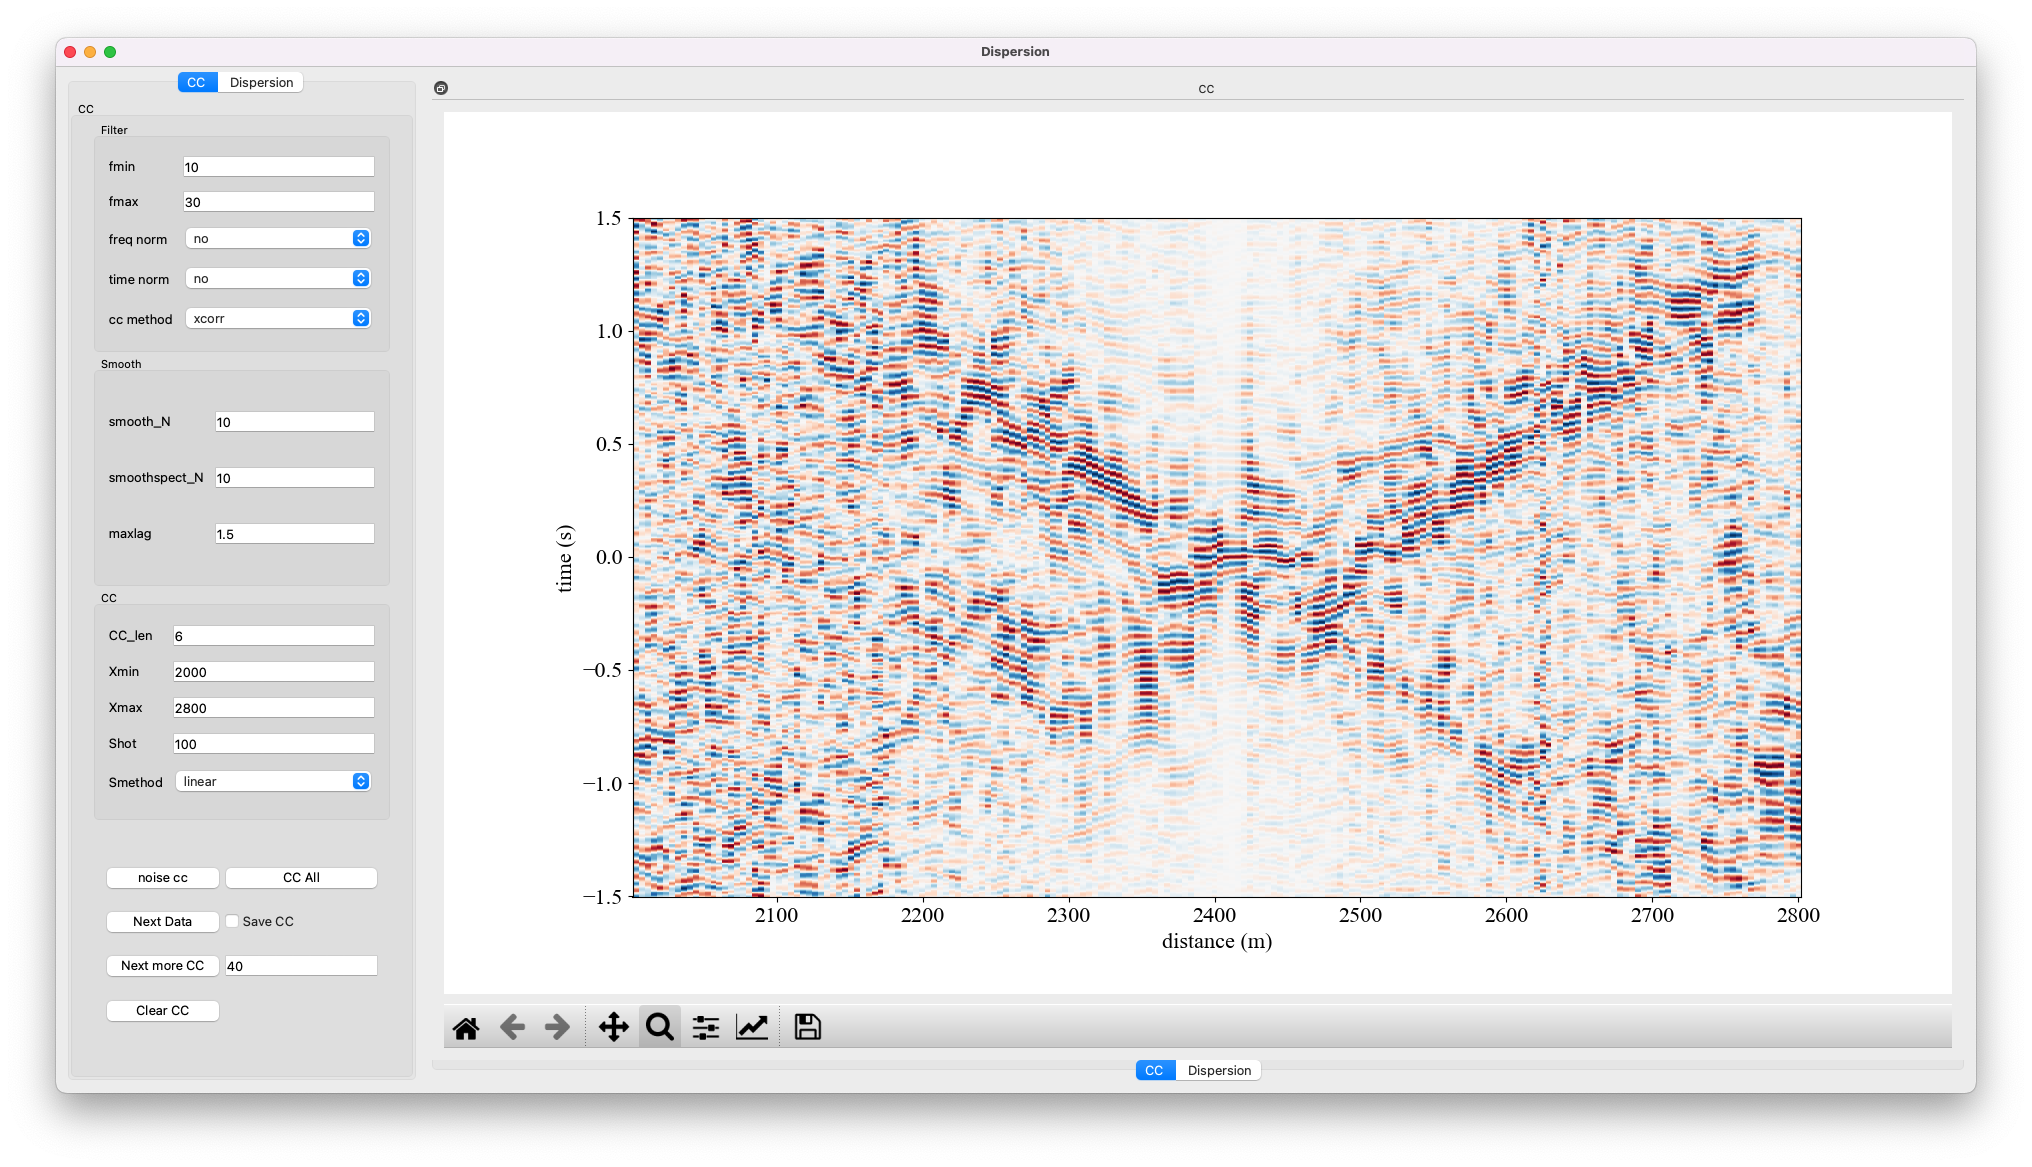 Dispersion
CC Dispersion
CC
Filter
fmin 10
fmax 30
freq norm no
time norm no
cc method xcorr
Smooth
smooth_N 10
smoothspect_N 10
maxlag 1.5
CC
CC_len 6
Xmin 2000
Xmax 2800
Shot 100
Smethod linear
noise cc CC All
Next Data Save CC
Next more CC 40
Clear CC
CC
1.5
1.0
0.5
0.0
−0.5
−1.0
−1.5
time (s)
2100 2200 2300 2400 2500 2600 2700 2800
distance (m)
CC Dispersion